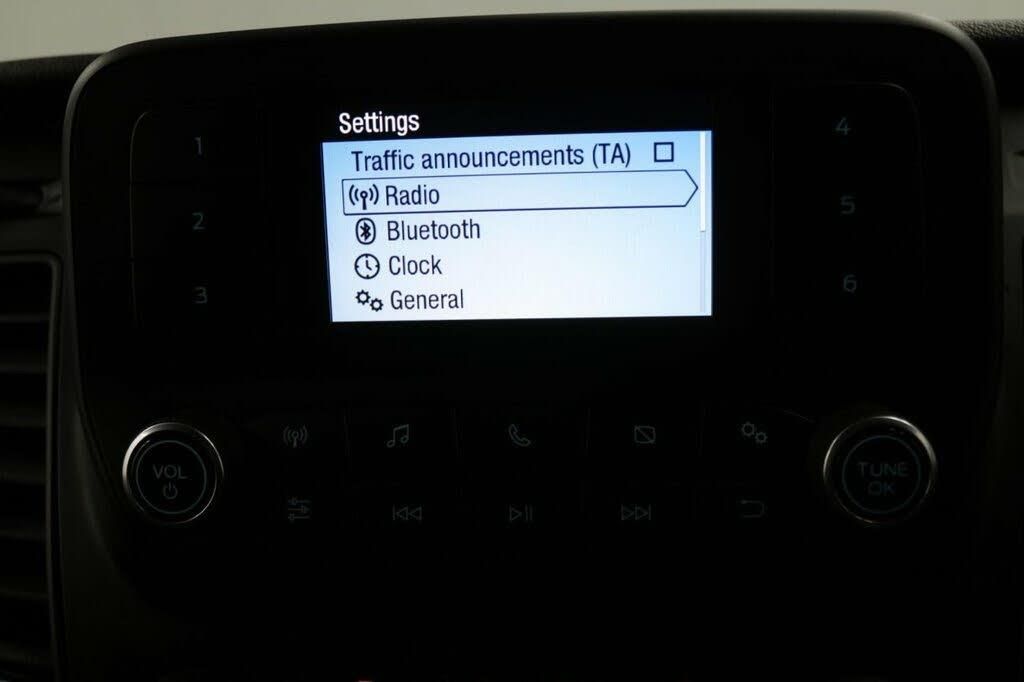 Settings
Traffic announcements (TA)
Radio
Bluetooth
Clock
General
1
2
3
4
5
6
VOL
TUNE
OK